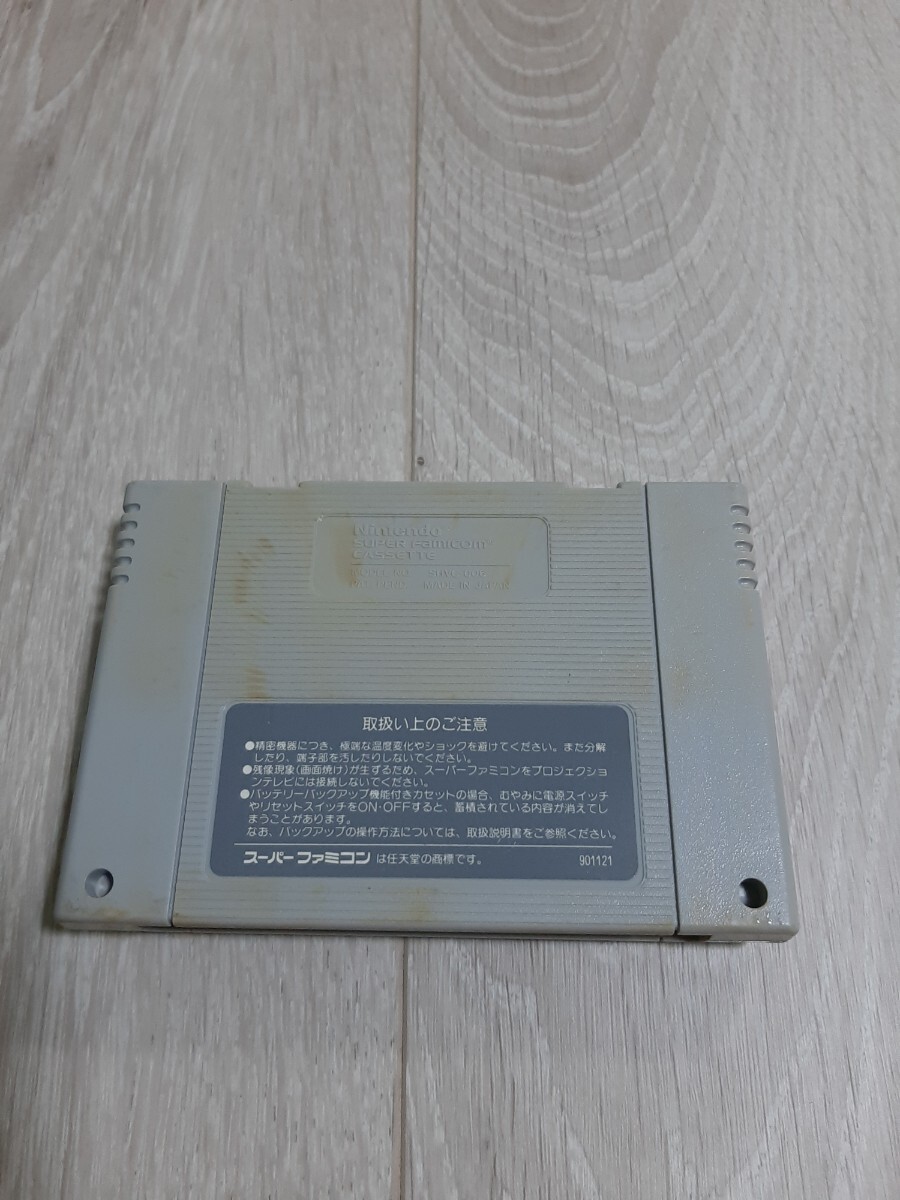 Nintendo
SUPER FAMICOM
CASSETTE
MODEL NO. SHVC-006
PAT. PEND. MADE IN JAPAN
取扱い上のご注意
●精密機器につき、極端な温度変化やショックを避けてください。また分解
したり、端子部を汚したりしないでください。
●残像現象(画面焼け)が生ずるため、スーパーファミコンをプロジェクショ
ンテレビには接続しないでください。
●バッテリーバックアップ機能付きカセットの場合、むやみに電源スイッチ
やリセットスイッチをON・OFFすると、蓄積されている内容が消えてし
まうことがあります。
なお、バックアップの操作方法については、取扱説明書をご参照ください。
スーパーファミコンは任天堂の商標です。 901121